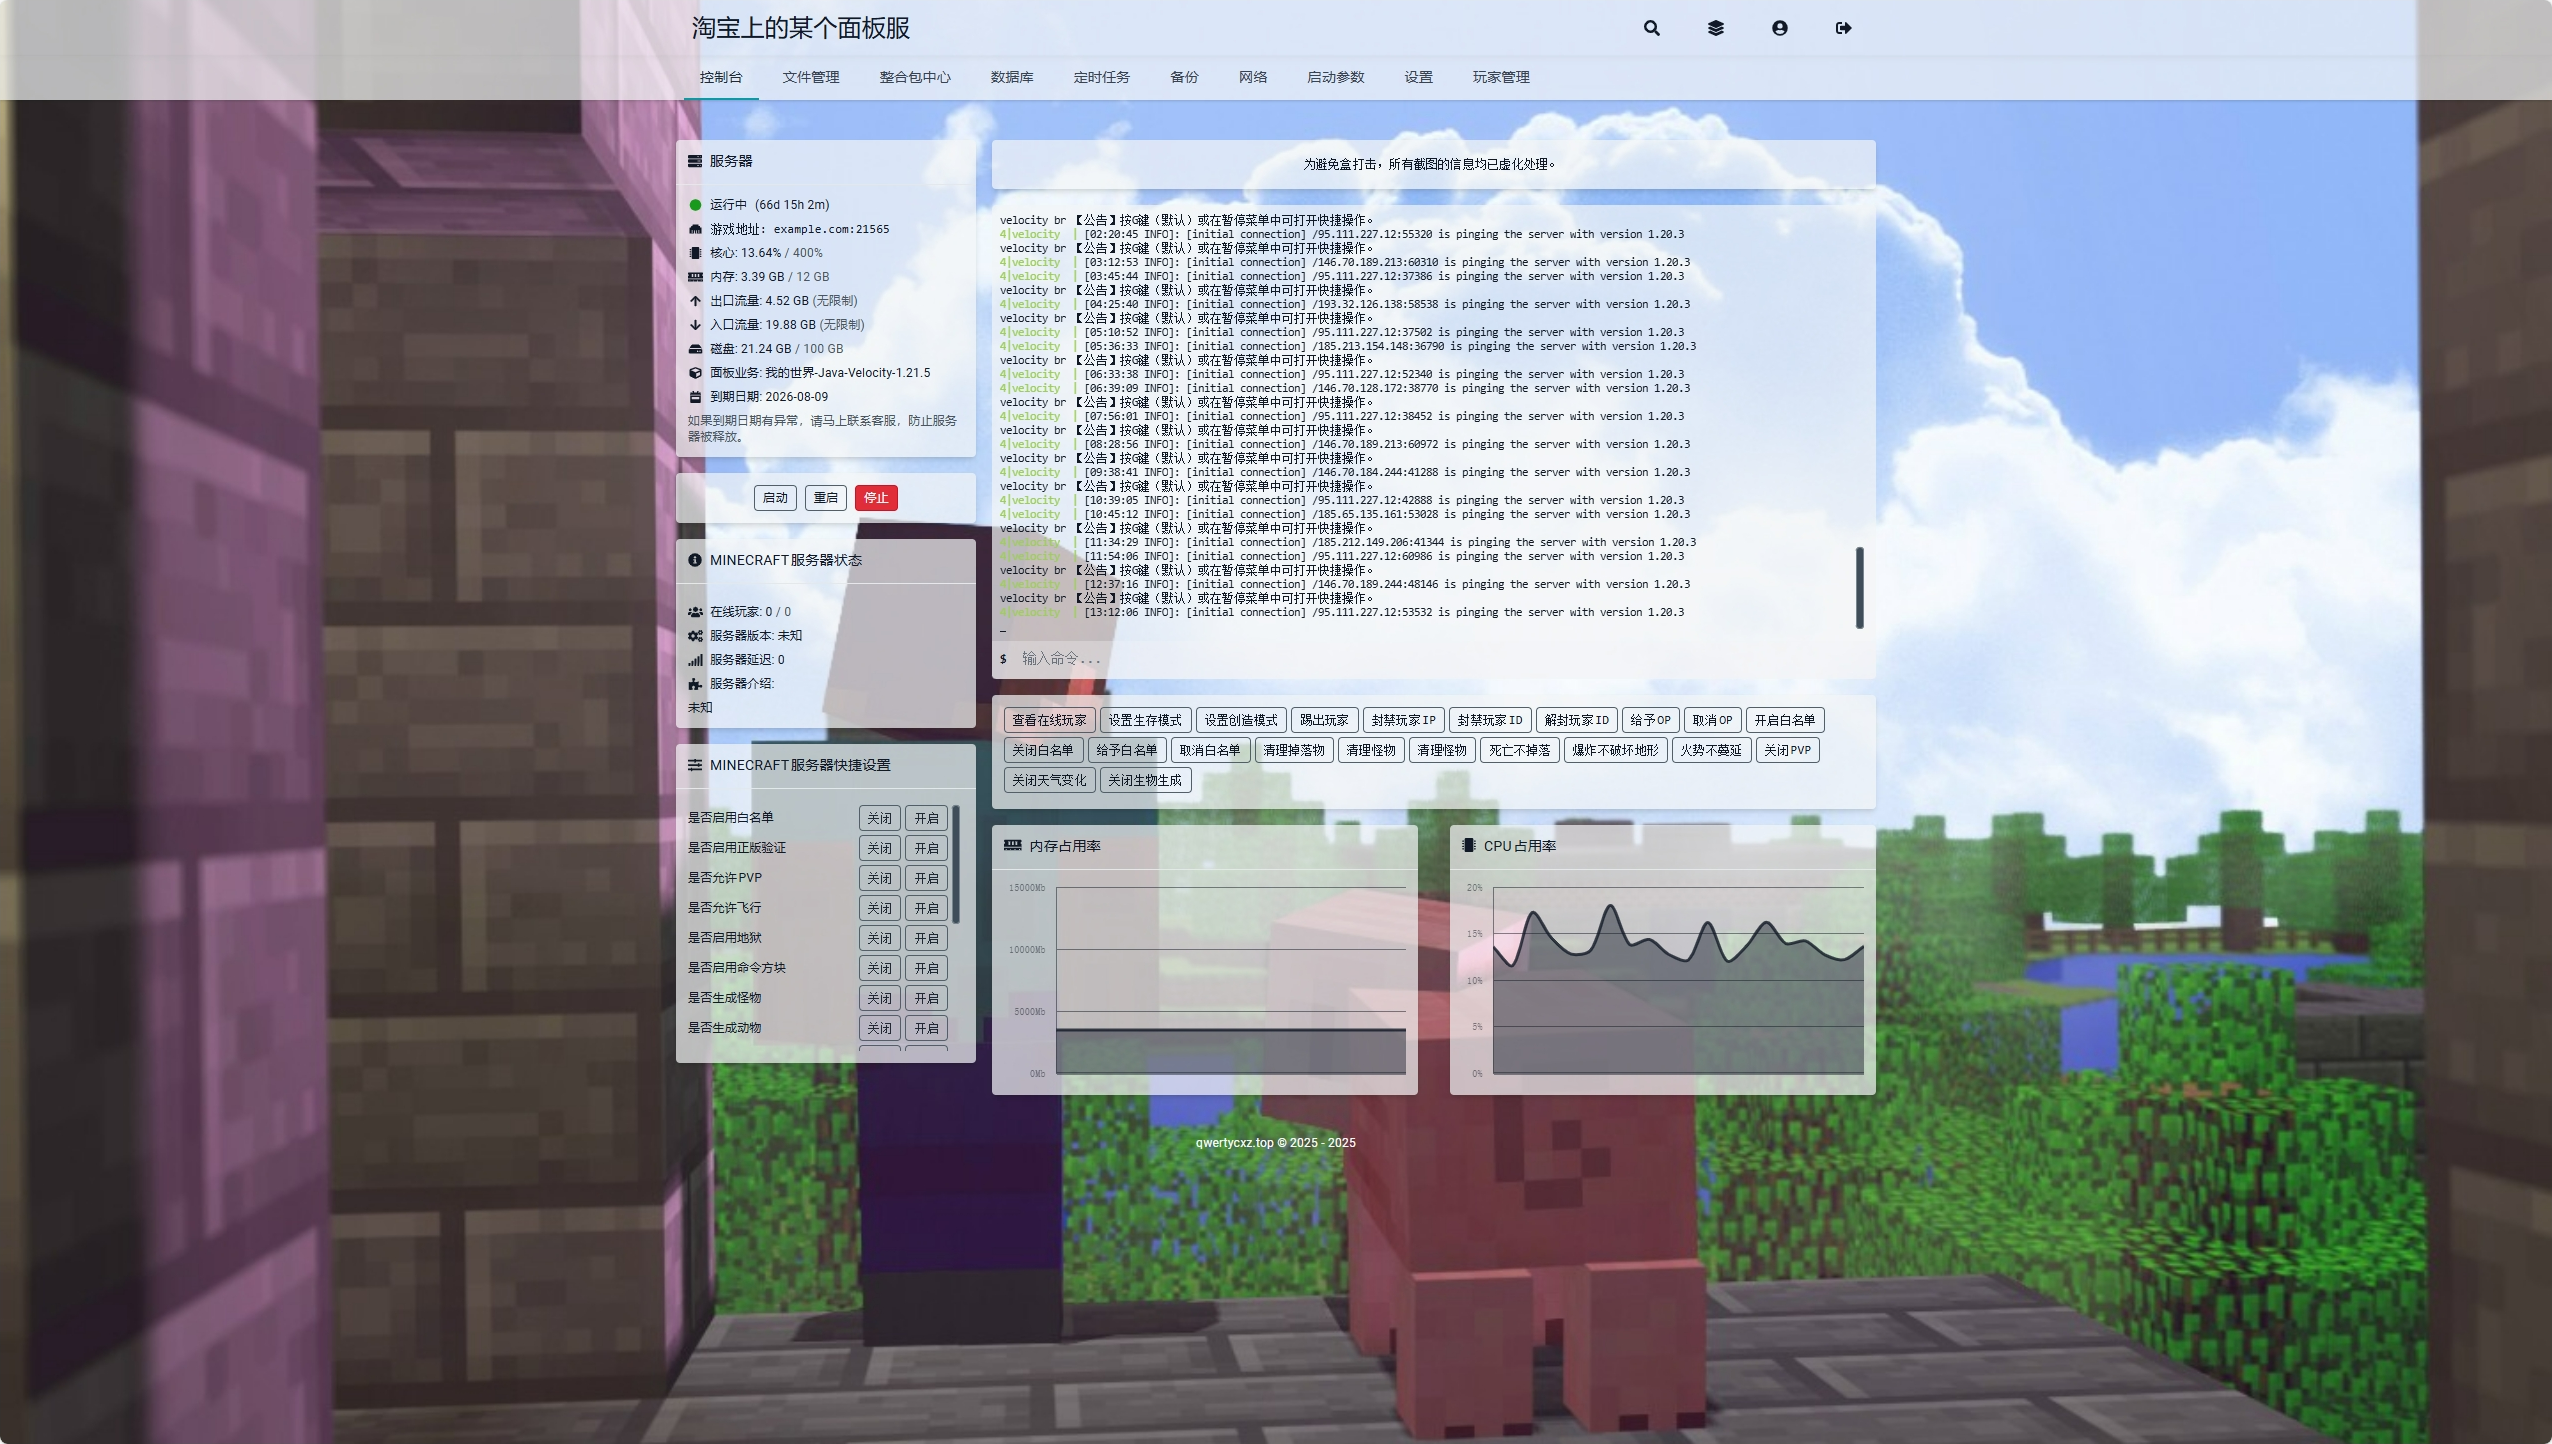 淘宝上的某个面板服
控制台 文件管理 整合包中心 数据库 定时任务 备份 网络 启动参数 设置 玩家管理
服务器
运行中 (66d 15h 2m)
游戏地址: example.com:21565
核心: 13.64% / 400%
内存: 3.39 GB / 12 GB
出口流量: 4.52 GB (无限制)
入口流量: 19.88 GB (无限制)
磁盘: 21.24 GB / 100 GB
面板业务: 我的世界-Java-Velocity-1.21.5
到期日期: 2026-08-09
如果到期日期有异常，请马上联系客服，防止服务
器被释放。
启动 重启 停止
MINECRAFT服务器状态
在线玩家: 0 / 0
服务器版本: 未知
服务器延迟: 0
服务器介绍:
未知
MINECRAFT服务器快捷设置
是否启用白名单 关闭 开启
是否启用正版验证 关闭 开启
是否允许PVP 关闭 开启
是否允许飞行 关闭 开启
是否启用地狱 关闭 开启
是否启用命令方块 关闭 开启
是否生成怪物 关闭 开启
是否生成动物 关闭 开启
为避免盒打击，所有截图的信息均已虚化处理。
velocity br 【公告】按G键（默认）或在暂停菜单中可打开快捷操作。
4|velocity | [02:20:45 INFO]: [initial connection] /95.111.227.12:55320 is pinging the server with version 1.20.3
velocity br 【公告】按G键（默认）或在暂停菜单中可打开快捷操作。
4|velocity | [03:12:53 INFO]: [initial connection] /146.70.189.213:60310 is pinging the server with version 1.20.3
4|velocity | [03:45:44 INFO]: [initial connection] /95.111.227.12:37386 is pinging the server with version 1.20.3
velocity br 【公告】按G键（默认）或在暂停菜单中可打开快捷操作。
4|velocity | [04:25:40 INFO]: [initial connection] /193.32.126.138:58538 is pinging the server with version 1.20.3
velocity br 【公告】按G键（默认）或在暂停菜单中可打开快捷操作。
4|velocity | [05:10:52 INFO]: [initial connection] /95.111.227.12:37502 is pinging the server with version 1.20.3
4|velocity | [05:36:33 INFO]: [initial connection] /185.213.154.148:36790 is pinging the server with version 1.20.3
velocity br 【公告】按G键（默认）或在暂停菜单中可打开快捷操作。
4|velocity | [06:33:38 INFO]: [initial connection] /95.111.227.12:52340 is pinging the server with version 1.20.3
4|velocity | [06:39:09 INFO]: [initial connection] /146.70.128.172:38770 is pinging the server with version 1.20.3
velocity br 【公告】按G键（默认）或在暂停菜单中可打开快捷操作。
4|velocity | [07:56:01 INFO]: [initial connection] /95.111.227.12:38452 is pinging the server with version 1.20.3
velocity br 【公告】按G键（默认）或在暂停菜单中可打开快捷操作。
4|velocity | [08:28:56 INFO]: [initial connection] /146.70.189.213:60972 is pinging the server with version 1.20.3
velocity br 【公告】按G键（默认）或在暂停菜单中可打开快捷操作。
4|velocity | [09:38:41 INFO]: [initial connection] /146.70.184.244:41288 is pinging the server with version 1.20.3
velocity br 【公告】按G键（默认）或在暂停菜单中可打开快捷操作。
4|velocity | [10:39:05 INFO]: [initial connection] /95.111.227.12:42888 is pinging the server with version 1.20.3
4|velocity | [10:45:12 INFO]: [initial connection] /185.65.135.161:53028 is pinging the server with version 1.20.3
velocity br 【公告】按G键（默认）或在暂停菜单中可打开快捷操作。
4|velocity | [11:34:29 INFO]: [initial connection] /185.212.149.206:41344 is pinging the server with version 1.20.3
4|velocity | [11:54:06 INFO]: [initial connection] /95.111.227.12:60986 is pinging the server with version 1.20.3
velocity br 【公告】按G键（默认）或在暂停菜单中可打开快捷操作。
4|velocity | [12:37:16 INFO]: [initial connection] /146.70.189.244:48146 is pinging the server with version 1.20.3
velocity br 【公告】按G键（默认）或在暂停菜单中可打开快捷操作。
4|velocity | [13:12:06 INFO]: [initial connection] /95.111.227.12:53532 is pinging the server with version 1.20.3
_
$ 输入命令...
查看在线玩家 设置生存模式 设置创造模式 踢出玩家 封禁玩家IP 封禁玩家ID 解封玩家ID 给予OP 取消OP 开启白名单
关闭白名单 给予白名单 取消白名单 清理掉落物 清理怪物 清理怪物 死亡不掉落 爆炸不破坏地形 火势不蔓延 关闭PVP
关闭天气变化 关闭生物生成
内存占用率
15000Mb
10000Mb
5000Mb
0Mb
CPU占用率
20%
15%
10%
5%
0%
qwertycxz.top © 2025 - 2025